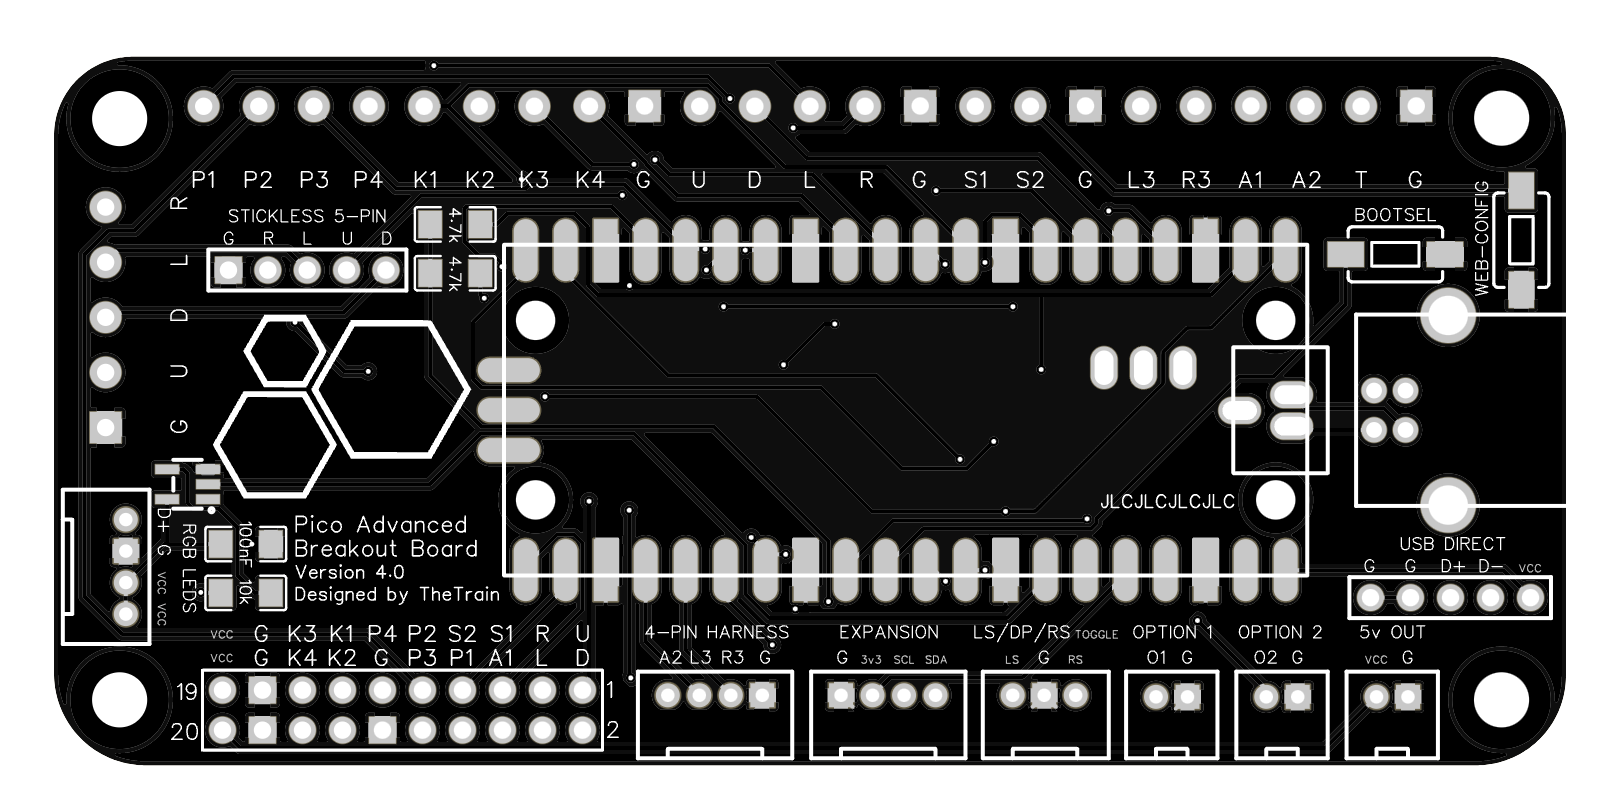 P1 P2 P3 P4 K1 K2 K3 K4 G U D L R G S1 S2 G L3 R3 A1 A2 T G
R
L
D
U
G
STICKLESS 5-PIN
G R L U D
4.7k
4.7k
BOOTSEL
WEB-CONFIG
JLCJLCJLCJLC
D+
G
VCC
VCC
RGB LEDS
100nF
10k
Pico Advanced
Breakout Board
Version 4.0
Designed by TheTrain
USB DIRECT
G G D+ D- VCC
VCC G K3 K1 P4 P2 S2 S1 R U
VCC G K4 K2 G P3 P1 A1 L D
19 1
20 2
4-PIN HARNESS
A2 L3 R3 G
EXPANSION
G 3v3 SCL SDA
LS/DP/RS TOGGLE
LS G RS
OPTION 1
O1 G
OPTION 2
O2 G
5v OUT
VCC G